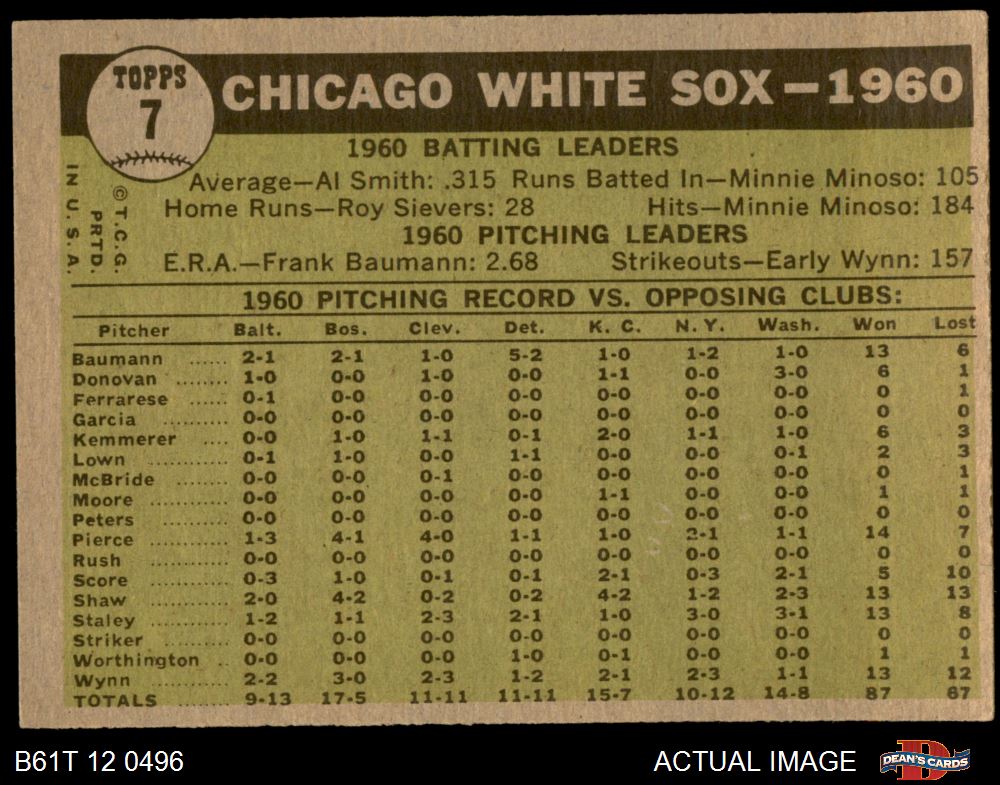 TOPPS
7
CHICAGO WHITE SOX—1960
1960 BATTING LEADERS
Average—Al Smith: .315 Runs Batted In—Minnie Minoso: 105
Home Runs—Roy Sievers: 28 Hits—Minnie Minoso: 184
1960 PITCHING LEADERS
E.R.A.—Frank Baumann: 2.68 Strikeouts—Early Wynn: 157
© T.C.G.
PRTD.
IN U.S.A.
1960 PITCHING RECORD VS. OPPOSING CLUBS:
Pitcher Balt. Bos. Clev. Det. K. C. N. Y. Wash. Won Lost
Baumann ...... 2-1 2-1 1-0 5-2 1-0 1-2 1-0 13 6
Donovan ........ 1-0 0-0 1-0 0-0 1-1 0-0 3-0 6 1
Ferrarese ...... 0-1 0-0 0-0 0-0 0-0 0-0 0-0 0 1
Garcia .......... 0-0 0-0 0-0 0-0 0-0 0-0 0-0 0 0
Kemmerer .... 0-0 1-0 1-1 0-1 2-0 1-1 1-0 6 3
Lown ............ 0-1 1-0 0-0 1-1 0-0 0-0 0-1 2 3
McBride ........ 0-0 0-0 0-1 0-0 0-0 0-0 0-0 0 1
Moore .......... 0-0 0-0 0-0 0-0 1-1 0-0 0-0 1 1
Peters .......... 0-0 0-0 0-0 0-0 0-0 0-0 0-0 0 0
Pierce ............ 1-3 4-1 4-0 1-1 1-0 2-1 1-1 14 7
Rush ............ 0-0 0-0 0-0 0-0 0-0 0-0 0-0 0 0
Score ............ 0-3 1-0 0-1 0-1 2-1 0-3 2-1 5 10
Shaw ............ 2-0 4-2 0-2 0-2 4-2 1-2 2-3 13 13
Staley ............ 1-2 1-1 2-3 2-1 1-0 3-0 3-1 13 8
Striker .......... 0-0 0-0 0-0 0-0 0-0 0-0 0-0 0 0
Worthington .. 0-0 0-0 0-0 1-0 0-1 0-0 0-0 1 1
Wynn ............ 2-2 3-0 2-3 1-2 2-1 2-3 1-1 13 12
TOTALS 9-13 17-5 11-11 11-11 15-7 10-12 14-8 87 67
B61T 12 0496 ACTUAL IMAGE
D
DEAN'S CARDS